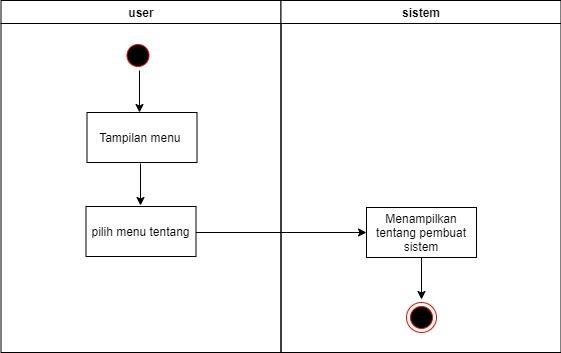 user
sistem
Tampilan menu
pilih menu tentang
Menampilkan
tentang pembuat
sistem